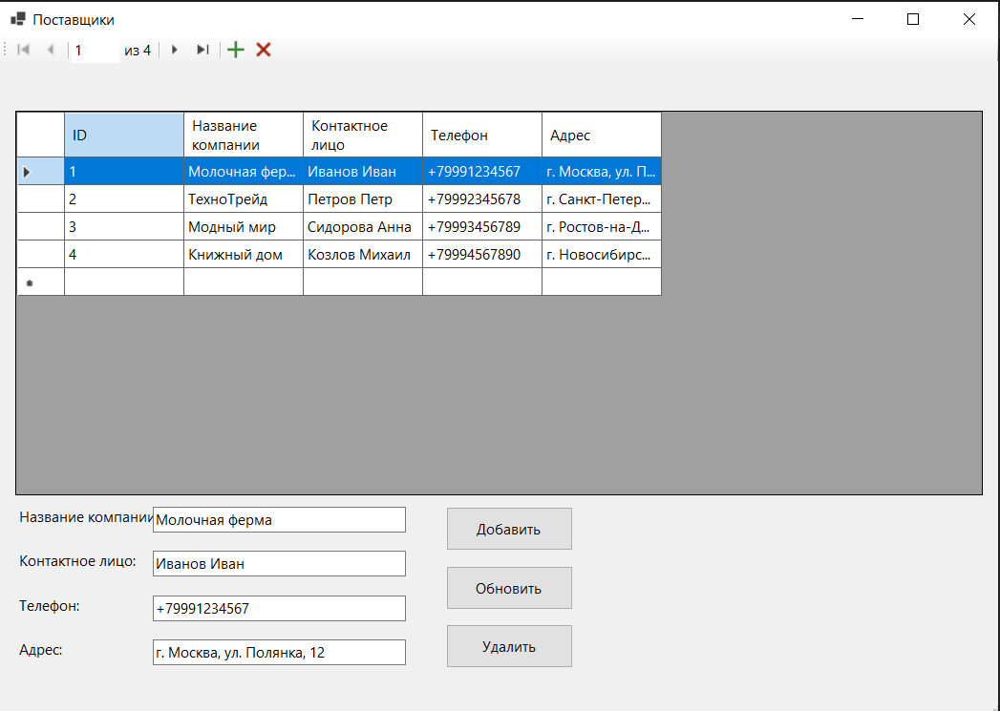 Поставщики
1 из 4
ID Название компании Контактное лицо Телефон Адрес
1 Молочная фер... Иванов Иван +79991234567 г. Москва, ул. П...
2 ТехноТрейд Петров Петр +79992345678 г. Санкт-Петер...
3 Модный мир Сидорова Анна +79993456789 г. Ростов-на-Д...
4 Книжный дом Козлов Михаил +79994567890 г. Новосибирс...
Название компании Молочная ферма Добавить
Контактное лицо: Иванов Иван
Обновить
Телефон: +79991234567
Адрес: г. Москва, ул. Полянка, 12 Удалить